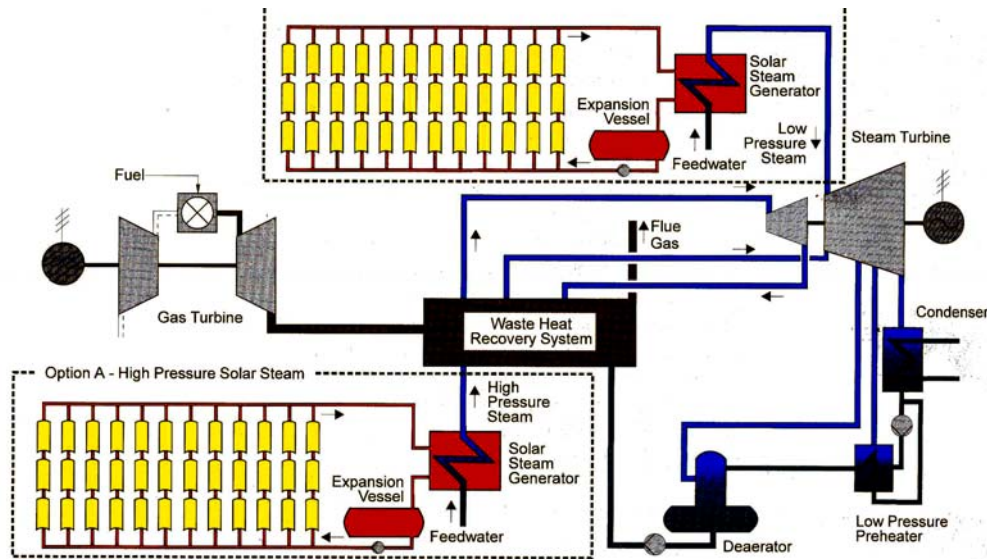 Solar
Steam
Generator
Expansion
Vessel
Feedwater
Low
Pressure
Steam
Steam Turbine
Fuel
Flue
Gas
Gas Turbine
Waste Heat
Recovery System
Condenser
Option A - High Pressure Solar Steam
High
Pressure
Steam
Solar
Steam
Generator
Expansion
Vessel
Feedwater
Deaerator
Low Pressure
Preheater